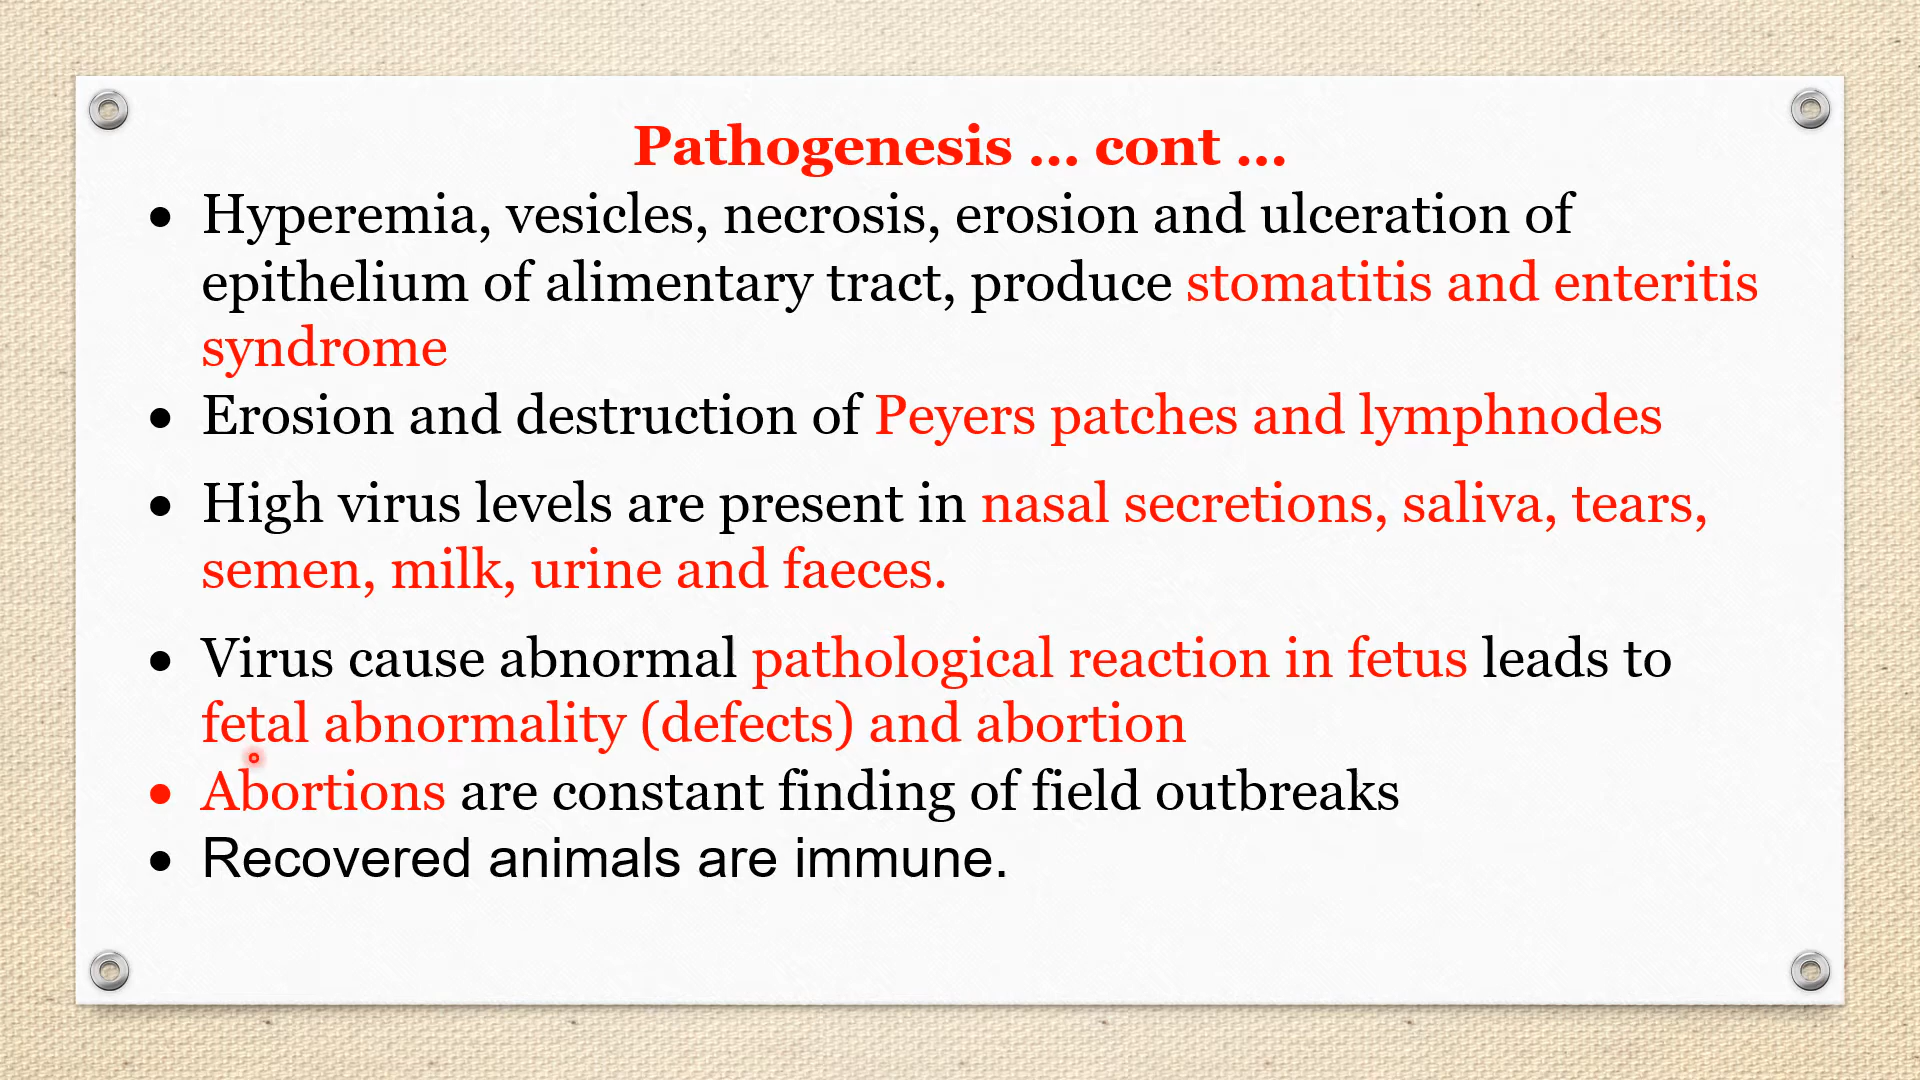 Pathogenesis ... cont ...
• Hyperemia, vesicles, necrosis, erosion and ulceration of
epithelium of alimentary tract, produce stomatitis and enteritis
syndrome
• Erosion and destruction of Peyers patches and lymphnodes
• High virus levels are present in nasal secretions, saliva, tears,
semen, milk, urine and faeces.
• Virus cause abnormal pathological reaction in fetus leads to
fetal abnormality (defects) and abortion
• Abortions are constant finding of field outbreaks
• Recovered animals are immune.